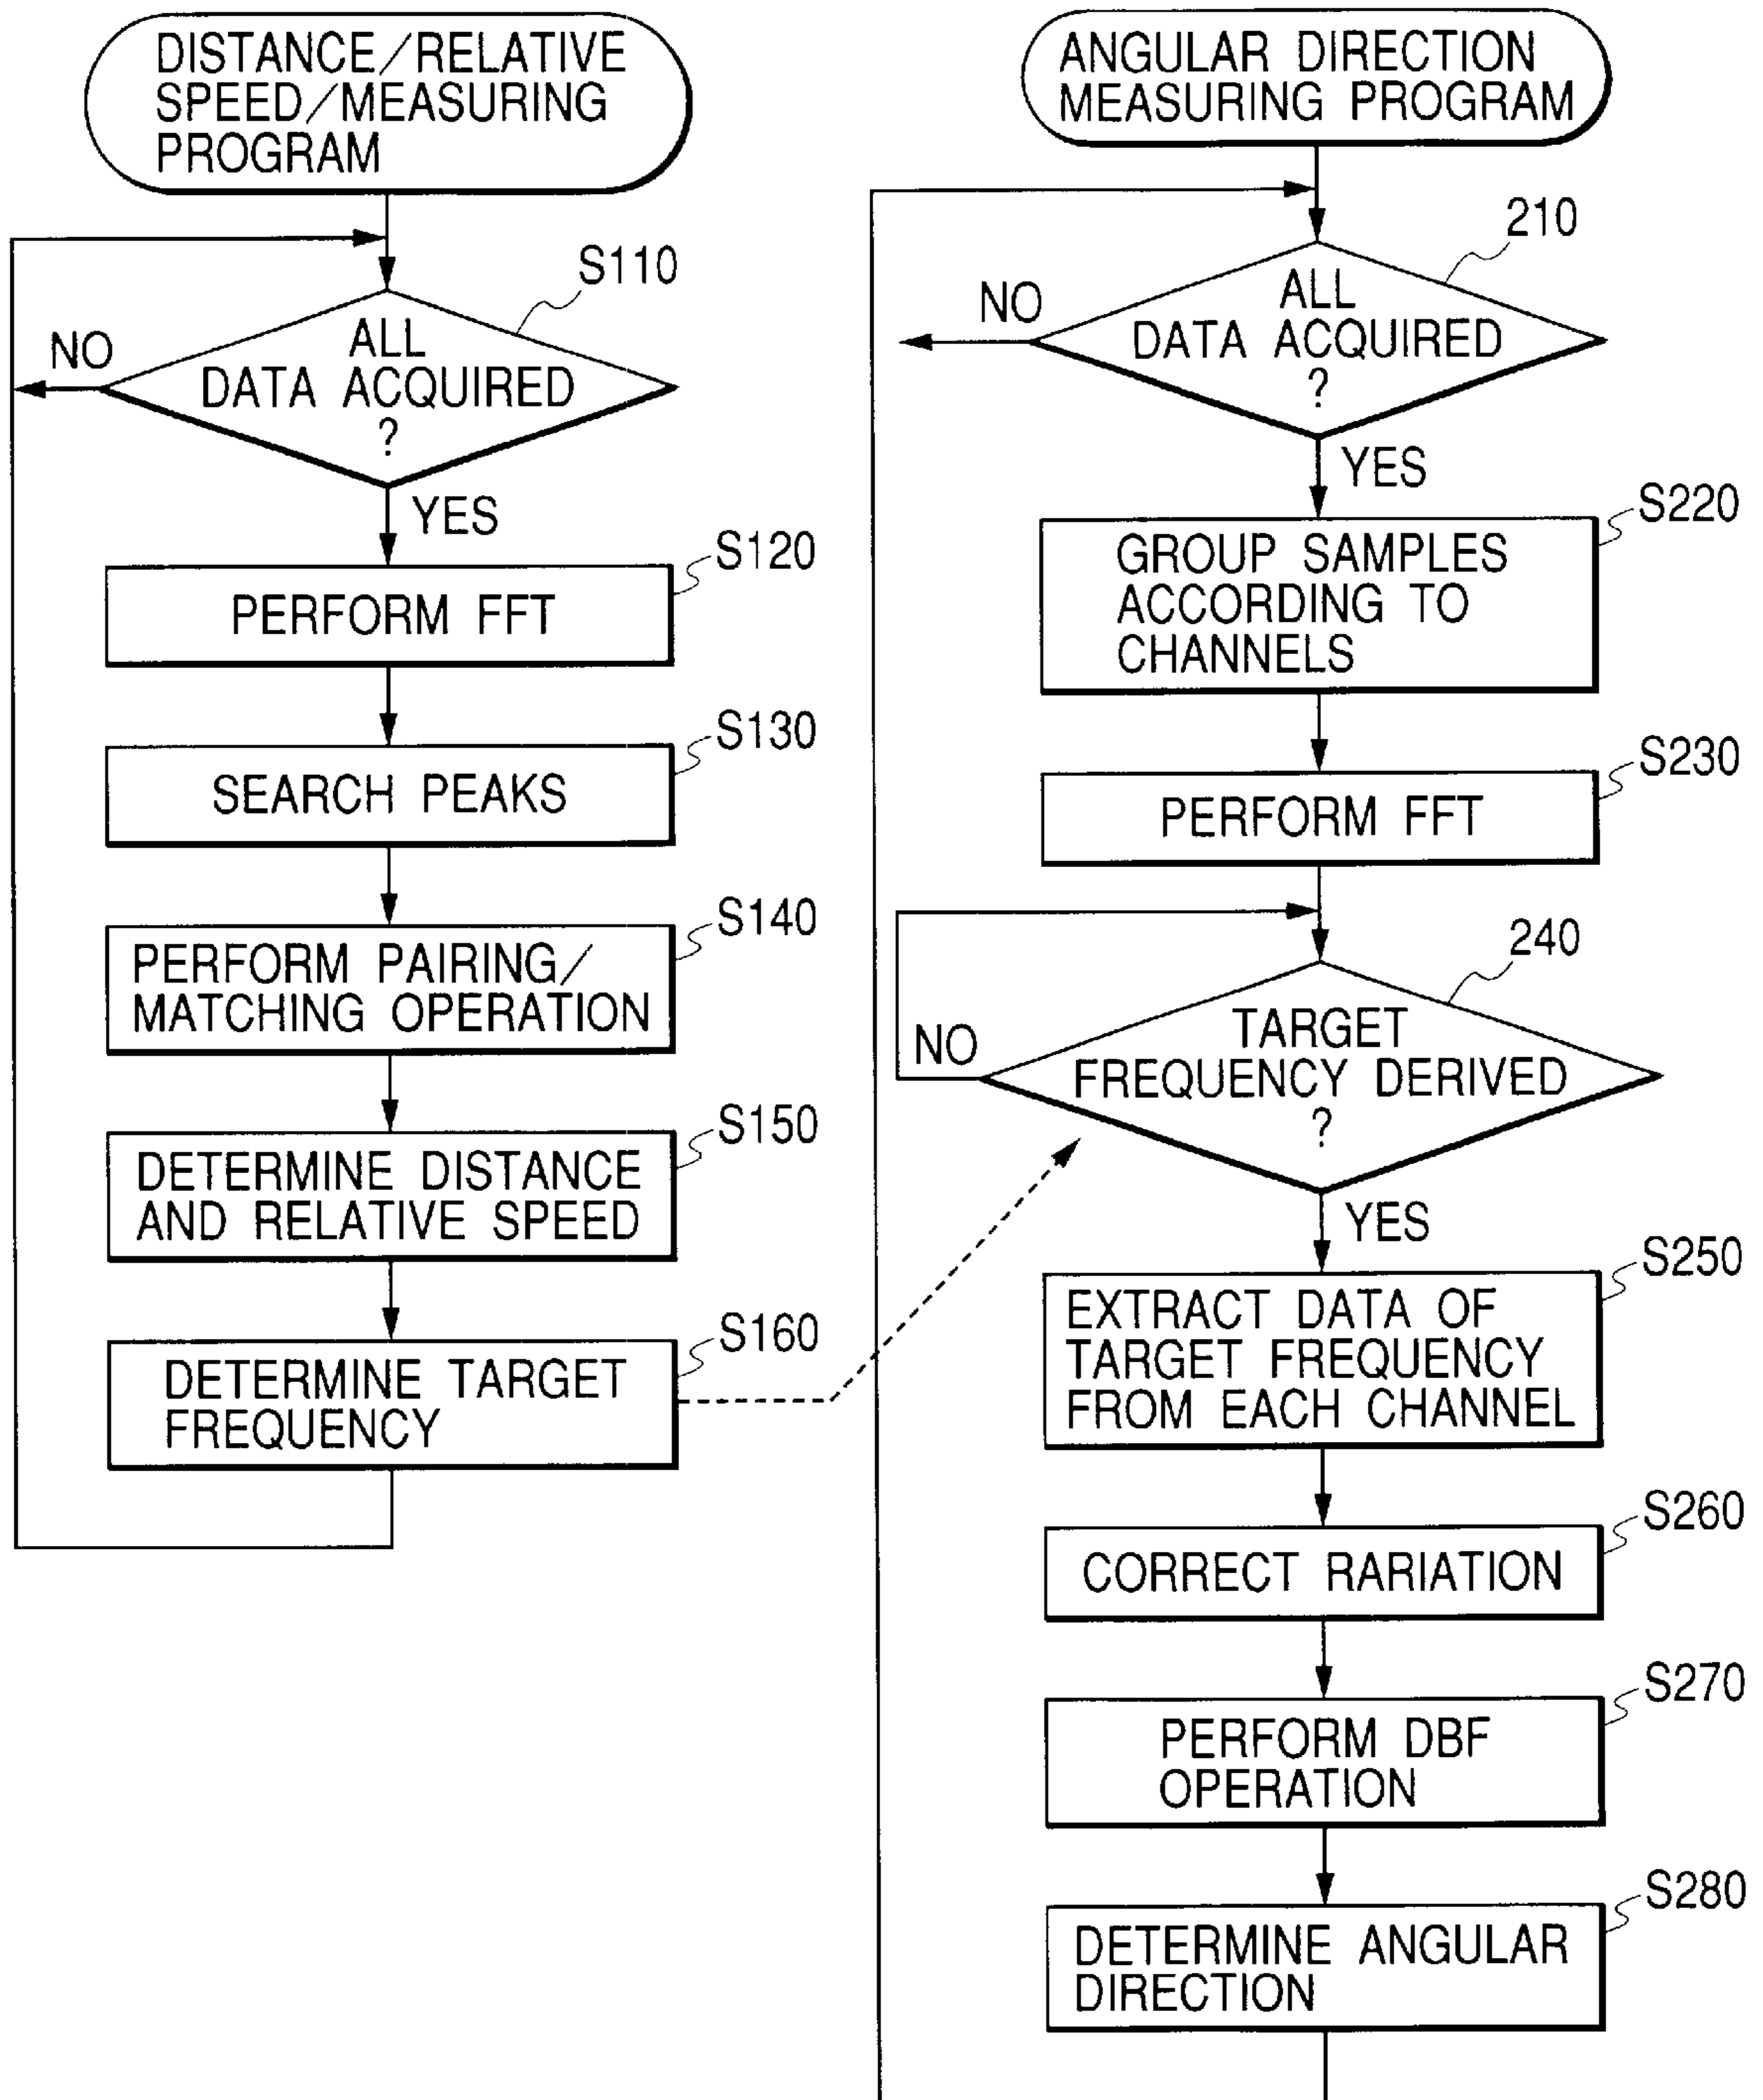 DISTANCE/RELATIVE
SPEED/MEASURING
PROGRAM
S110
ALL
DATA ACQUIRED
?
NO
YES
S120
PERFORM FFT
S130
SEARCH PEAKS
S140
PERFORM PAIRING/
MATCHING OPERATION
S150
DETERMINE DISTANCE
AND RELATIVE SPEED
S160
DETERMINE TARGET
FREQUENCY
ANGULAR DIRECTION
MEASURING PROGRAM
210
ALL
DATA ACQUIRED
?
NO
YES
S220
GROUP SAMPLES
ACCORDING TO
CHANNELS
S230
PERFORM FFT
240
TARGET
FREQUENCY DERIVED
?
NO
YES
S250
EXTRACT DATA OF
TARGET FREQUENCY
FROM EACH CHANNEL
S260
CORRECT RARIATION
S270
PERFORM DBF
OPERATION
S280
DETERMINE ANGULAR
DIRECTION